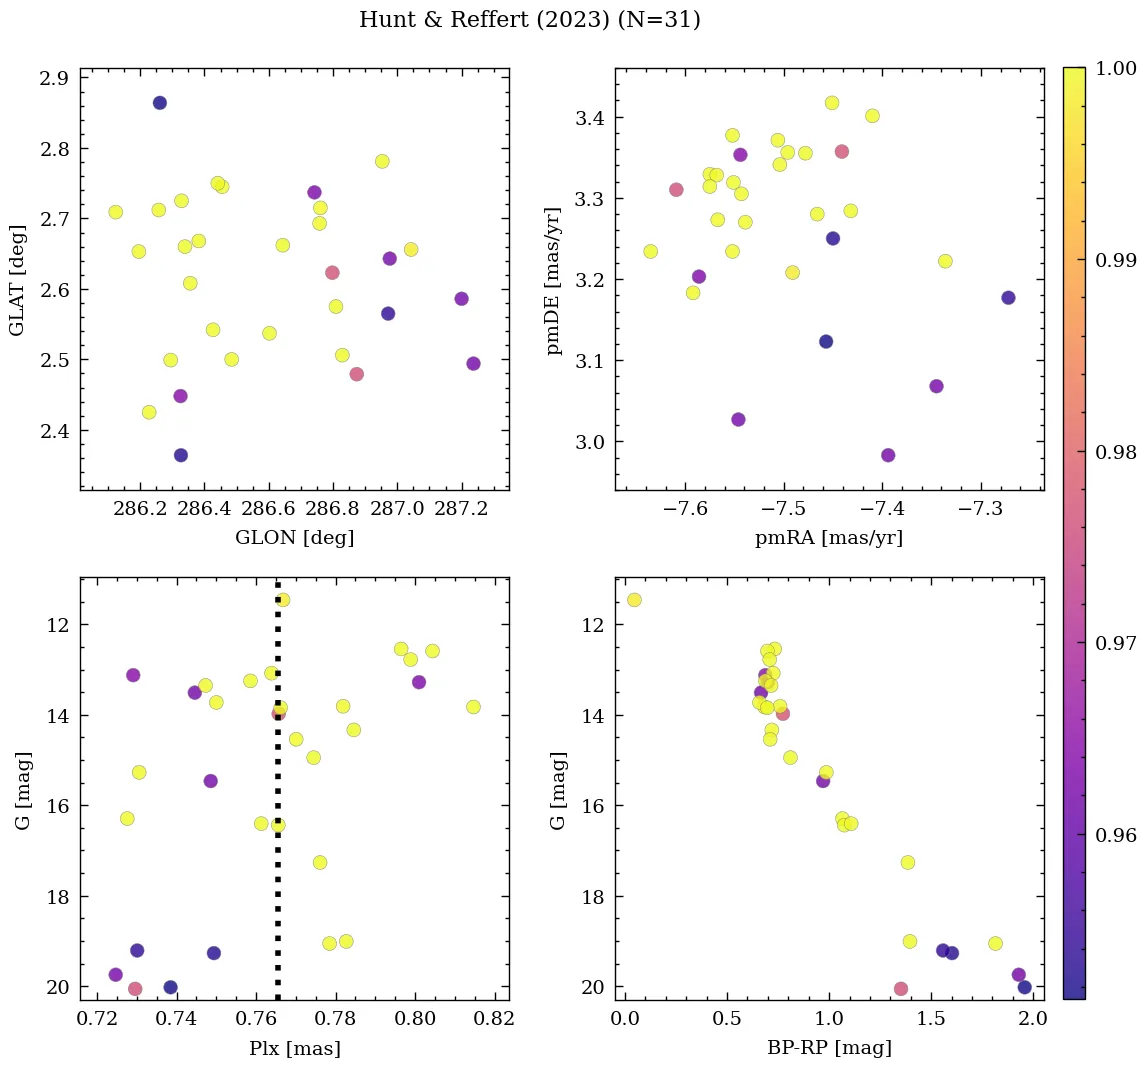 Hunt & Reffert (2023) (N=31)
2.9
2.8
2.7
2.6
2.5
2.4
GLAT [deg]
286.2 286.4 286.6 286.8 287.0 287.2
GLON [deg]
3.4
3.3
3.2
3.1
3.0
pmDE [mas/yr]
−7.6 −7.5 −7.4 −7.3
pmRA [mas/yr]
12
14
16
18
20
G [mag]
0.72 0.74 0.76 0.78 0.80 0.82
Plx [mas]
12
14
16
18
20
G [mag]
0.0 0.5 1.0 1.5 2.0
BP-RP [mag]
1.00
0.99
0.98
0.97
0.96